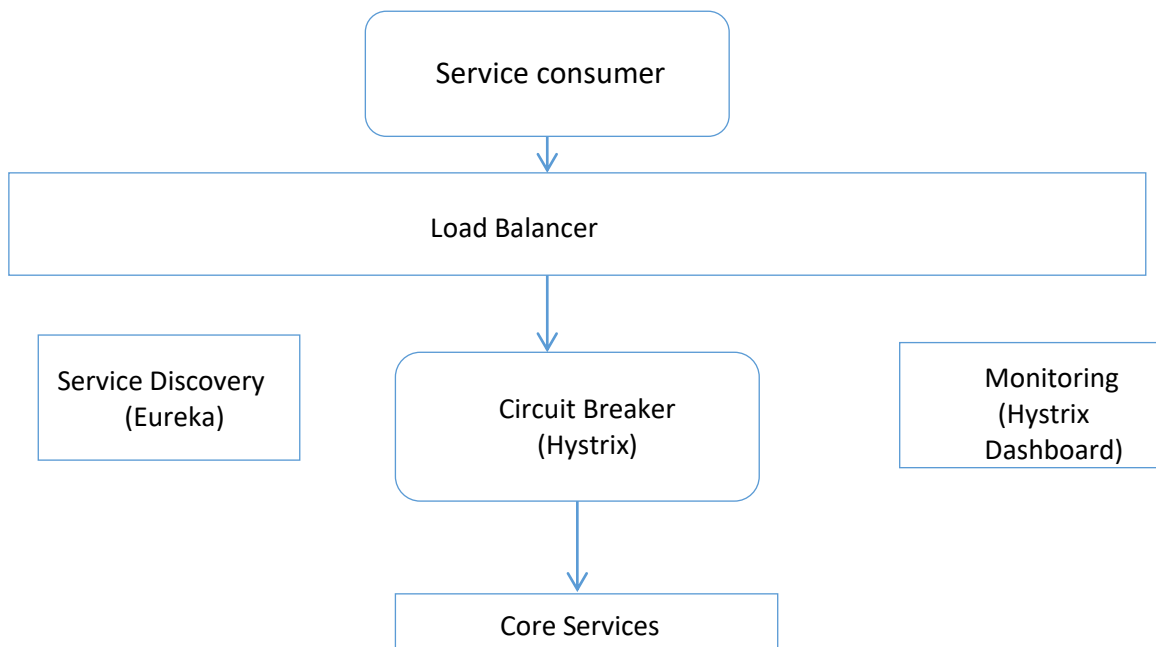 Service consumer
Load Balancer
Service Discovery
(Eureka)
Circuit Breaker
(Hystrix)
Monitoring
(Hystrix
Dashboard)
Core Services